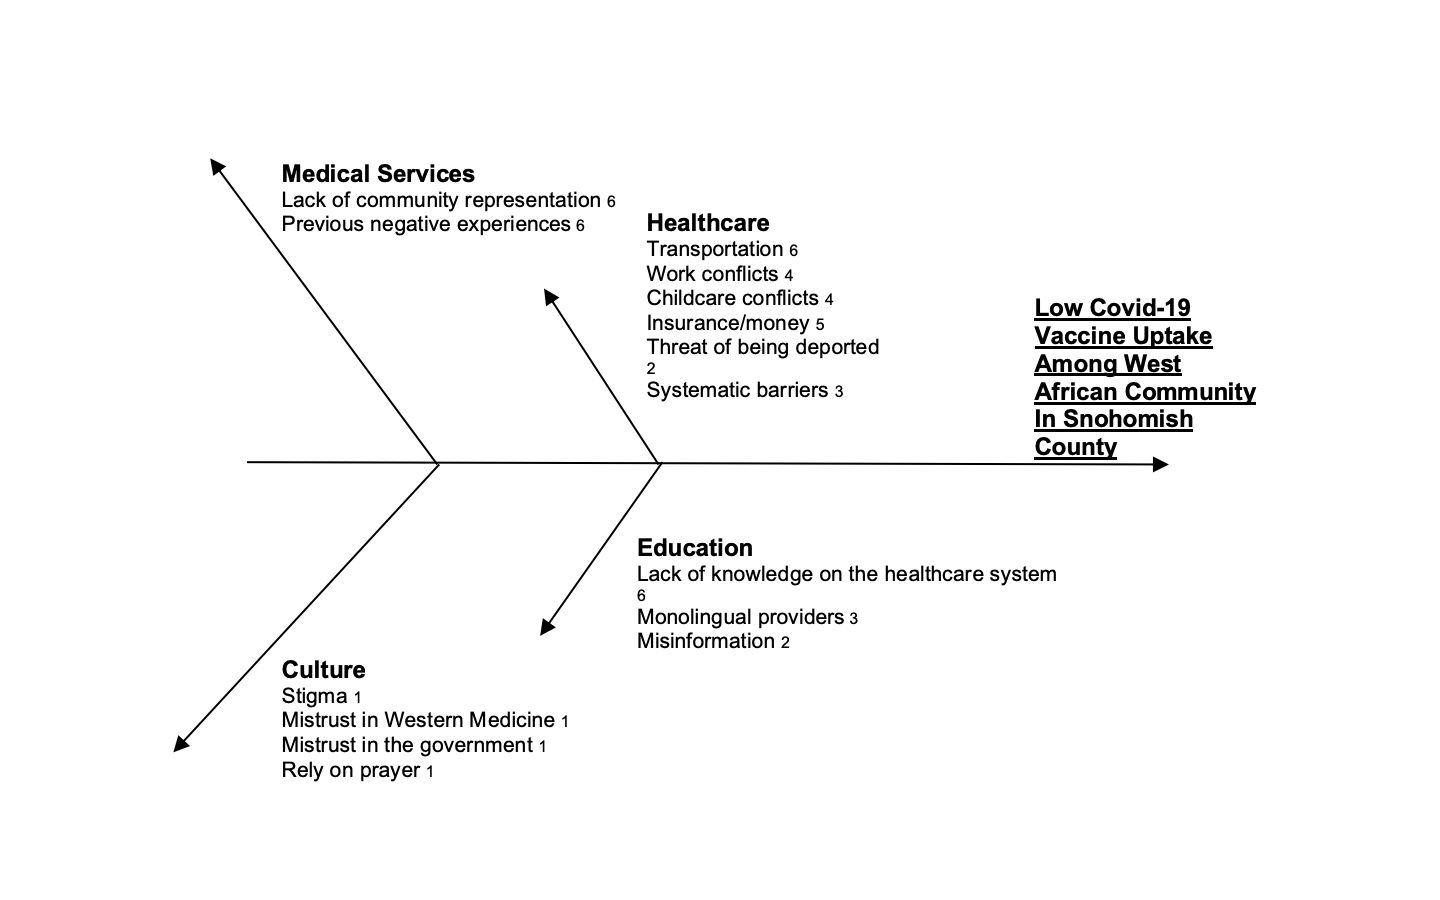 Medical Services
Lack of community representation 6
Previous negative experiences 6
Healthcare
Transportation 6
Work conflicts 4
Childcare conflicts 4
Insurance/money 5
Threat of being deported
2
Systematic barriers 3
Low Covid-19
Vaccine Uptake
Among West
African Community
In Snohomish
County
Education
Lack of knowledge on the healthcare system
6
Monolingual providers 3
Misinformation 2
Culture
Stigma 1
Mistrust in Western Medicine 1
Mistrust in the government 1
Rely on prayer 1